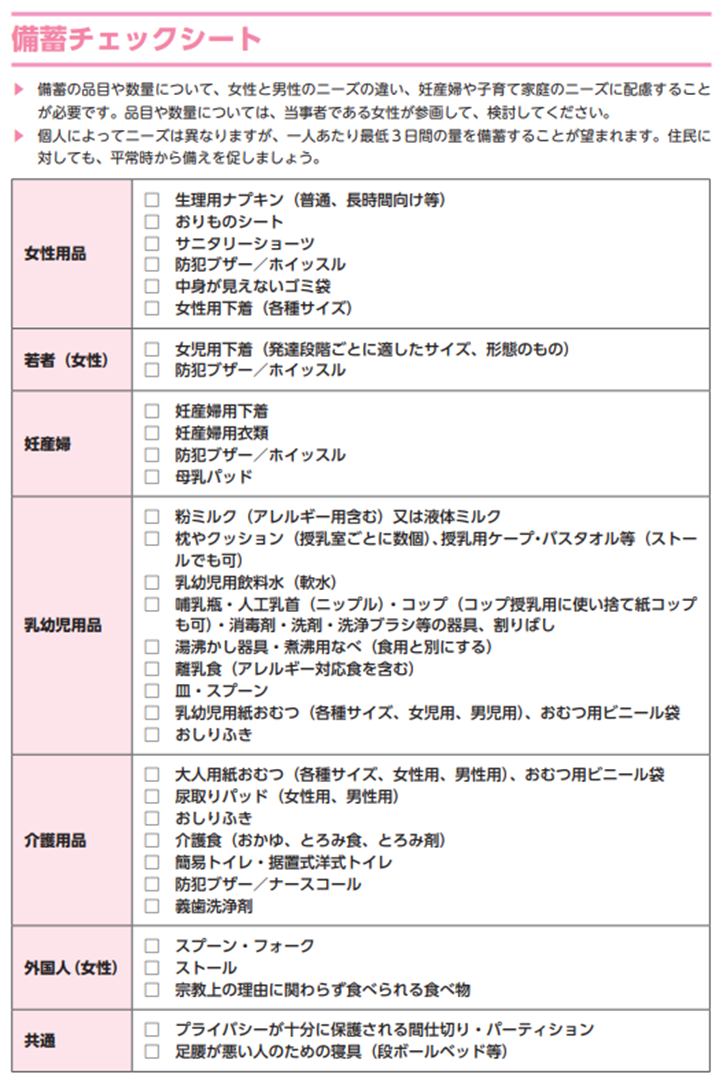 備蓄チェックシート
▶ 備蓄の品目や数量について、女性と男性のニーズの違い、妊産婦や子育て家庭のニーズに配慮すること
が必要です。品目や数量については、当事者である女性が参画して、検討してください。
▶ 個人によってニーズは異なりますが、一人あたり最低3日間の量を備蓄することが望まれます。住民に
対しても、平常時から備えを促しましょう。
女性用品
□ 生理用ナプキン（普通、長時間向け等）
□ おりものシート
□ サニタリーショーツ
□ 防犯ブザー／ホイッスル
□ 中身が見えないゴミ袋
□ 女性用下着（各種サイズ）
若者（女性）
□ 女児用下着（発達段階ごとに適したサイズ、形態のもの）
□ 防犯ブザー／ホイッスル
妊産婦
□ 妊産婦用下着
□ 妊産婦用衣類
□ 防犯ブザー／ホイッスル
□ 母乳パッド
乳幼児用品
□ 粉ミルク（アレルギー用含む）又は液体ミルク
□ 枕やクッション（授乳室ごとに数個）、授乳用ケープ・バスタオル等（ストー
ルでも可）
□ 乳幼児用飲料水（軟水）
□ 哺乳瓶・人工乳首（ニップル）・コップ（コップ授乳用に使い捨て紙コップ
も可）・消毒剤・洗剤・洗浄ブラシ等の器具、割りばし
□ 湯沸かし器具・煮沸用なべ（食用と別にする）
□ 離乳食（アレルギー対応食を含む）
□ 皿・スプーン
□ 乳幼児用紙おむつ（各種サイズ、女児用、男児用）、おむつ用ビニール袋
□ おしりふき
介護用品
□ 大人用紙おむつ（各種サイズ、女性用、男性用）、おむつ用ビニール袋
□ 尿取りパッド（女性用、男性用）
□ おしりふき
□ 介護食（おかゆ、とろみ食、とろみ剤）
□ 簡易トイレ・据置式洋式トイレ
□ 防犯ブザー／ナースコール
□ 義歯洗浄剤
外国人（女性）
□ スプーン・フォーク
□ ストール
□ 宗教上の理由に関わらず食べられる食べ物
共通
□ プライバシーが十分に保護される間仕切り・パーティション
□ 足腰が悪い人のための寝具（段ボールベッド等）